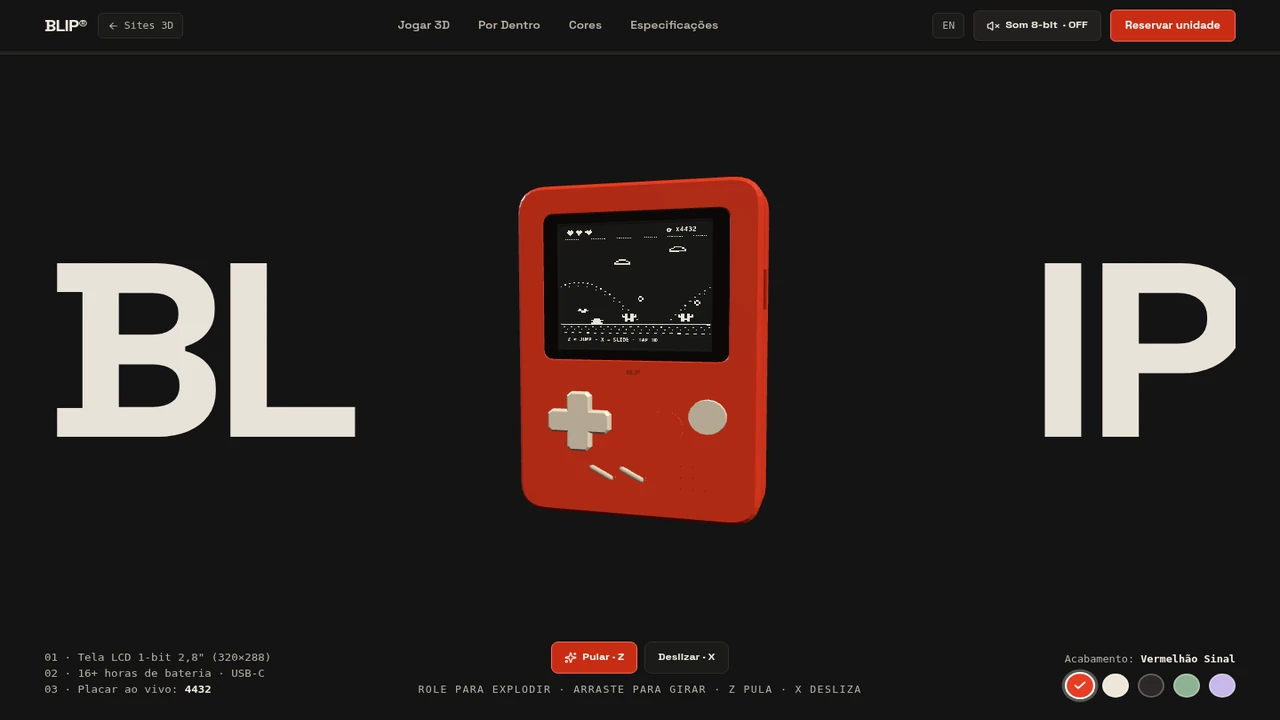 BLIP®
← Sites 3D
Jogar 3D
Por Dentro
Cores
Especificações
EN
Som 8-bit · OFF
Reservar unidade
BL
IP
x4432
Z = JUMP · X = SLIDE · TAP 3D
BLIP
01 · Tela LCD 1-bit 2,8" (320×288)
02 · 16+ horas de bateria · USB-C
03 · Placar ao vivo: 4432
Pular · Z
Deslizar · X
ROLE PARA EXPLODIR · ARRASTE PARA GIRAR · Z PULA · X DESLIZA
Acabamento: Vermelhão Sinal